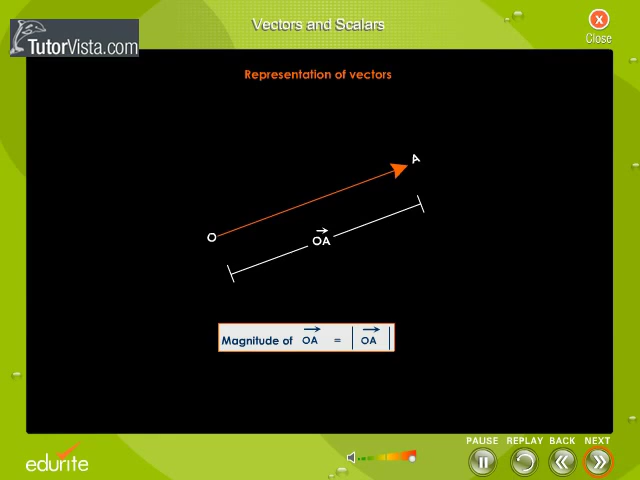 Vectors and Scalars
X
Close
TutorVista.com
Representation of vectors
A
O
OA
Magnitude of OA = | OA |
PAUSE REPLAY BACK NEXT
edurite